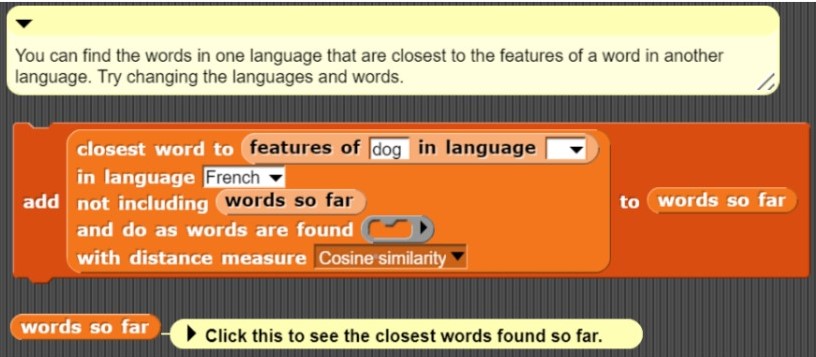 You can find the words in one language that are closest to the features of a word in another
language. Try changing the languages and words.
closest word to features of dog in language
in language French
add not including words so far to words so far
and do as words are found
with distance measure Cosine similarity
words so far Click this to see the closest words found so far.